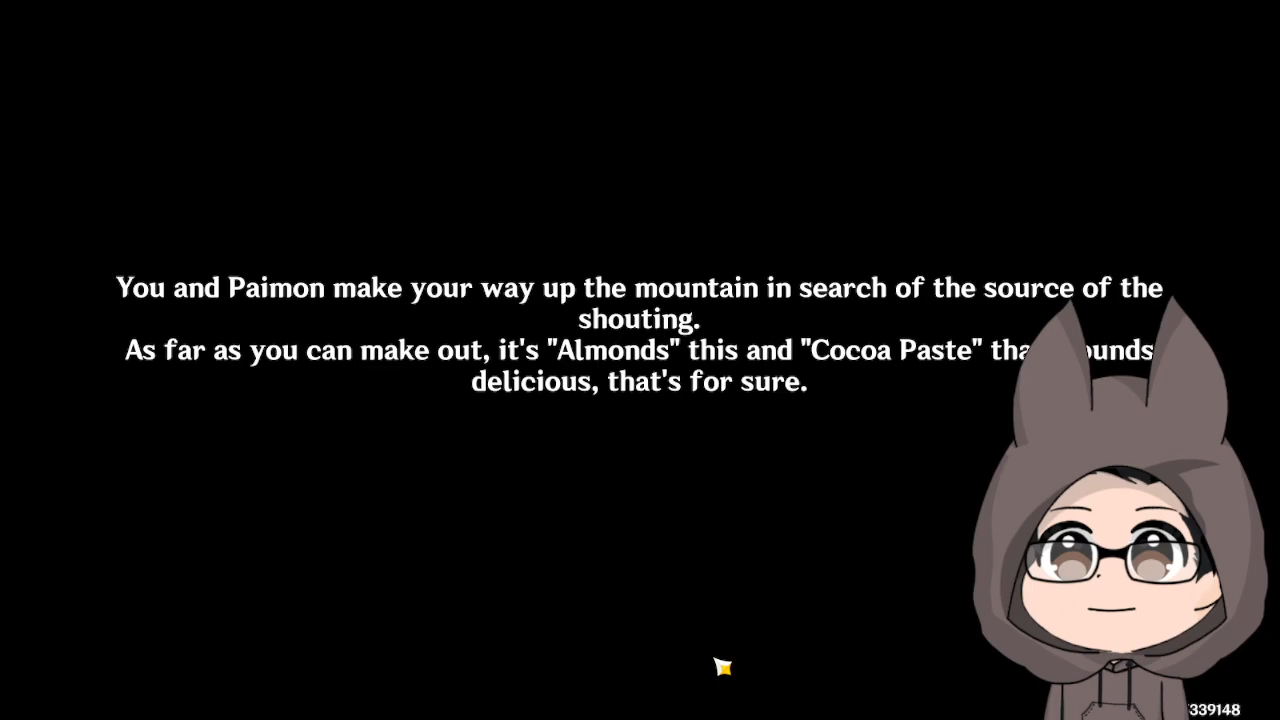 You and Paimon make your way up the mountain in search of the source of the
shouting.
As far as you can make out, it's "Almonds" this and "Cocoa Paste"
delicious, that's for sure.
339148